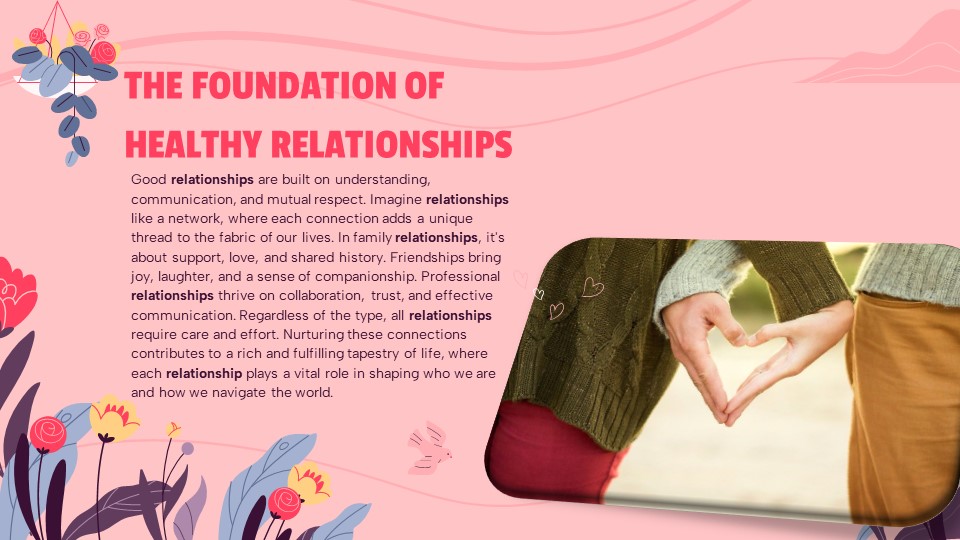 THE FOUNDATION OF
HEALTHY RELATIONSHIPS
Good relationships are built on understanding,
communication, and mutual respect. Imagine relationships
like a network, where each connection adds a unique
thread to the fabric of our lives. In family relationships, it's
about support, love, and shared history. Friendships bring
joy, laughter, and a sense of companionship. Professional
relationships thrive on collaboration, trust, and effective
communication. Regardless of the type, all relationships
require care and effort. Nurturing these connections
contributes to a rich and fulfilling tapestry of life, where
each relationship plays a vital role in shaping who we are
and how we navigate the world.